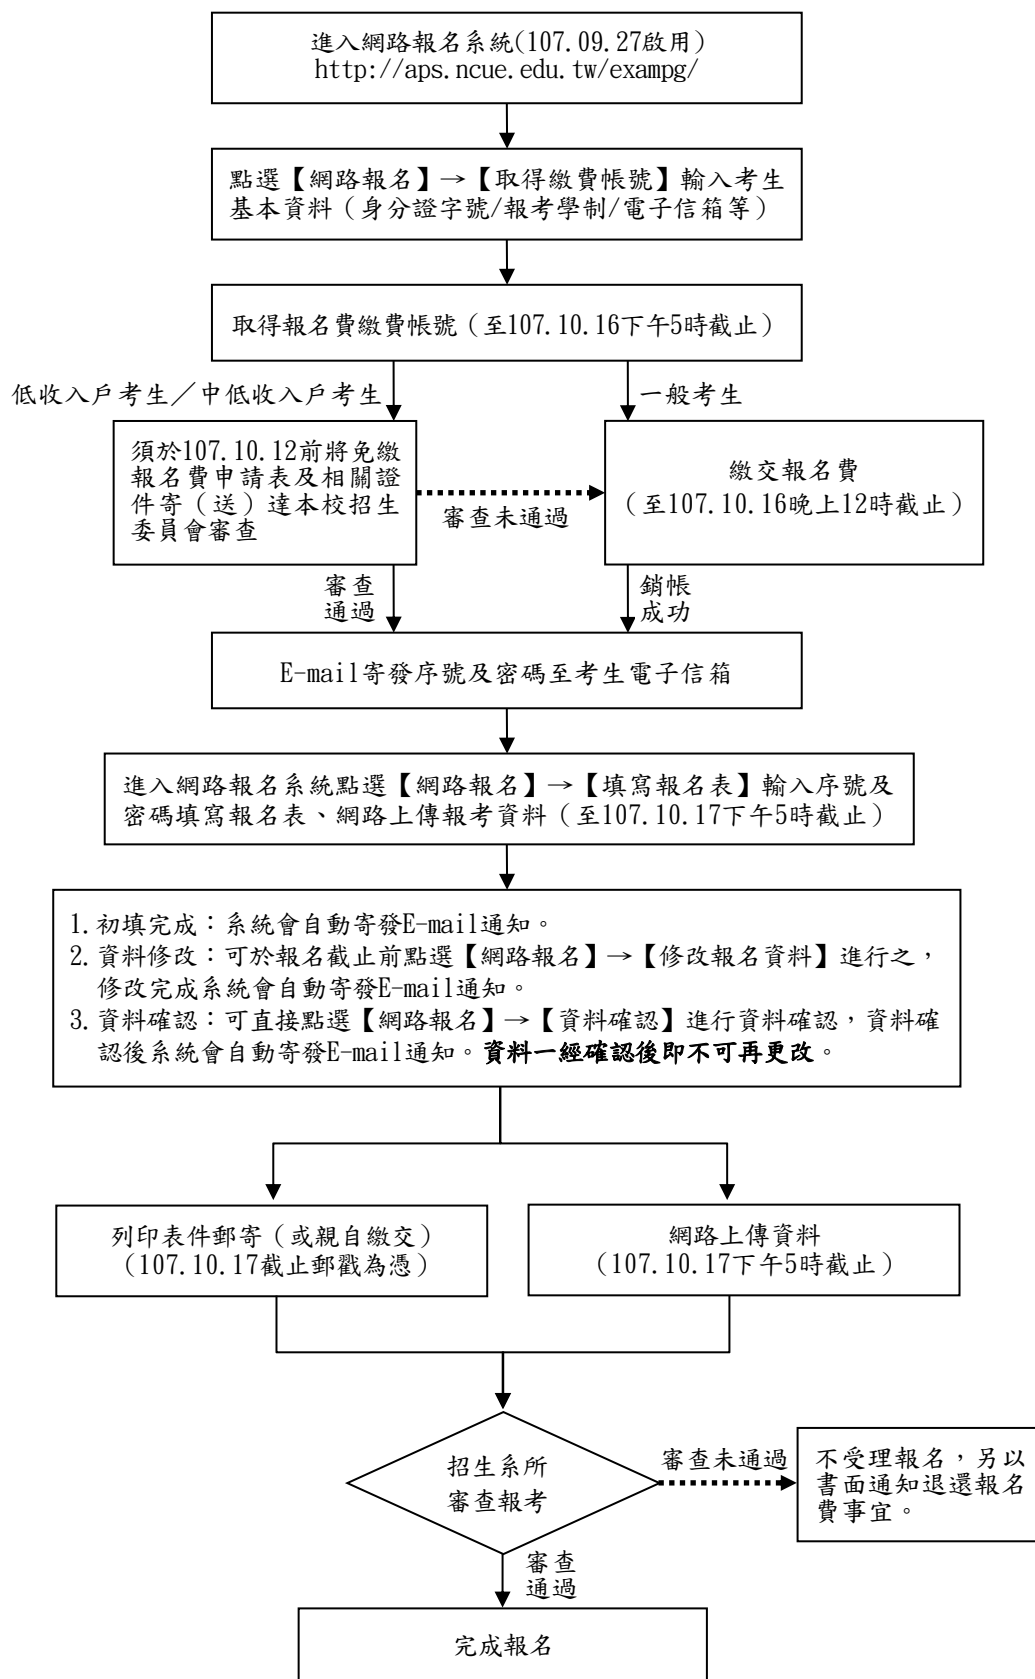 進入網路報名系統(107.09.27啟用)
http://aps.ncue.edu.tw/exampg/
點選【網路報名】→【取得繳費帳號】輸入考生
基本資料（身分證字號/報考學制/電子信箱等）
取得報名費繳費帳號（至107.10.16下午5時截止）
低收入戶考生／中低收入戶考生
一般考生
須於107.10.12前將免繳
報名費申請表及相關證
件寄（送）達本校招生
委員會審查
審查未通過
繳交報名費
（至107.10.16晚上12時截止）
審查
通過
銷帳
成功
E-mail寄發序號及密碼至考生電子信箱
進入網路報名系統點選【網路報名】→【填寫報名表】輸入序號及
密碼填寫報名表、網路上傳報考資料（至107.10.17下午5時截止）
1.初填完成：系統會自動寄發E-mail通知。
2.資料修改：可於報名截止前點選【網路報名】→【修改報名資料】進行之，
修改完成系統會自動寄發E-mail通知。
3.資料確認：可直接點選【網路報名】→【資料確認】進行資料確認，資料確
認後系統會自動寄發E-mail通知。資料一經確認後即不可再更改。
列印表件郵寄（或親自繳交）
（107.10.17截止郵戳為憑）
網路上傳資料
（107.10.17下午5時截止）
招生系所
審查報考
審查未通過
不受理報名，另以
書面通知退還報名
費事宜。
審查
通過
完成報名